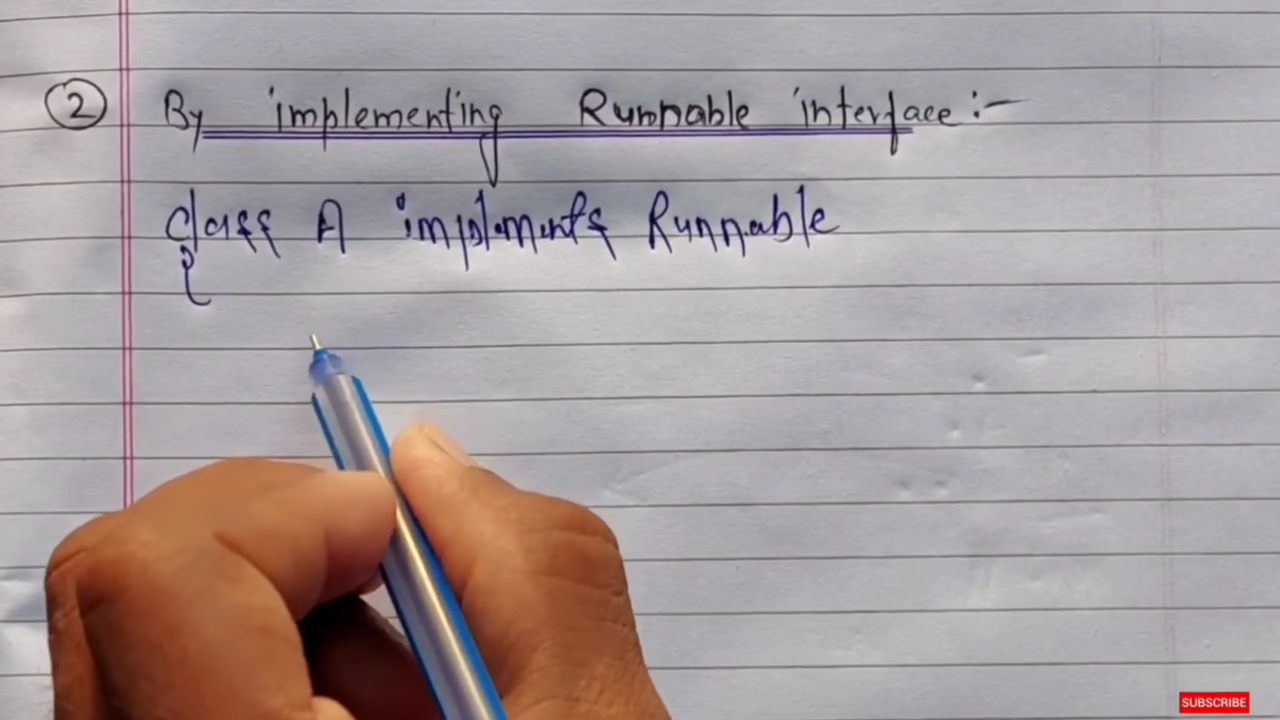 2 By implementing Runnable interface :-
class A implements Runnable
{
SUBSCRIBE